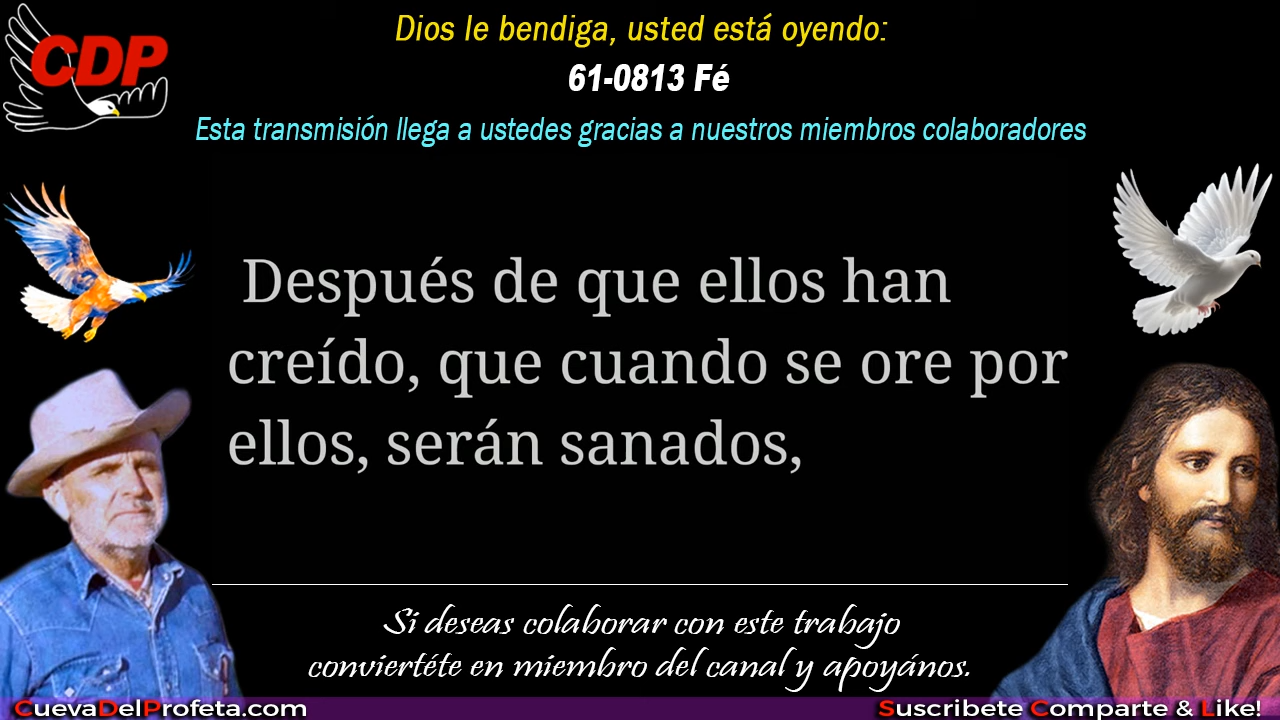 CDP
Dios le bendiga, usted está oyendo:
61-0813 Fé
Esta transmisión llega a ustedes gracias a nuestros miembros colaboradores
Después de que ellos han
creído, que cuando se ore por
ellos, serán sanados,
Si deseas colaborar con este trabajo
conviertéte en miembro del canal y apoyános.
CuevaDelProfeta.com
Suscribete Comparte & Like!